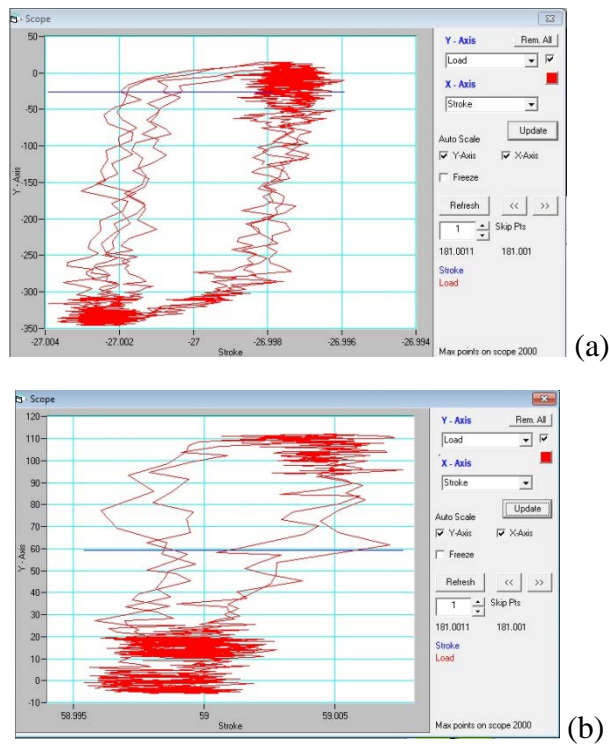 Scope
Y - Axis
Rem. All
Load
X - Axis
Stroke
Update
Auto Scale
Y-Axis
X-Axis
Freeze
Refresh
<<
>>
1
Skip Pts
181.0011
181.001
Stroke
Load
Max points on scope 2000
50
0
-50
-100
-150
-200
-250
-300
-350
Y - Axis
-27.004
-27.002
-27
-26.998
-26.996
-26.994
Stroke
(a)
Scope
Y - Axis
Rem. All
Load
X - Axis
Stroke
Update
Auto Scale
Y-Axis
X-Axis
Freeze
Refresh
<<
>>
1
Skip Pts
181.0011
181.001
Stroke
Load
Max points on scope 2000
120
110
100
90
80
70
60
50
40
30
20
10
0
-10
Y - Axis
58.995
59
59.005
Stroke
(b)